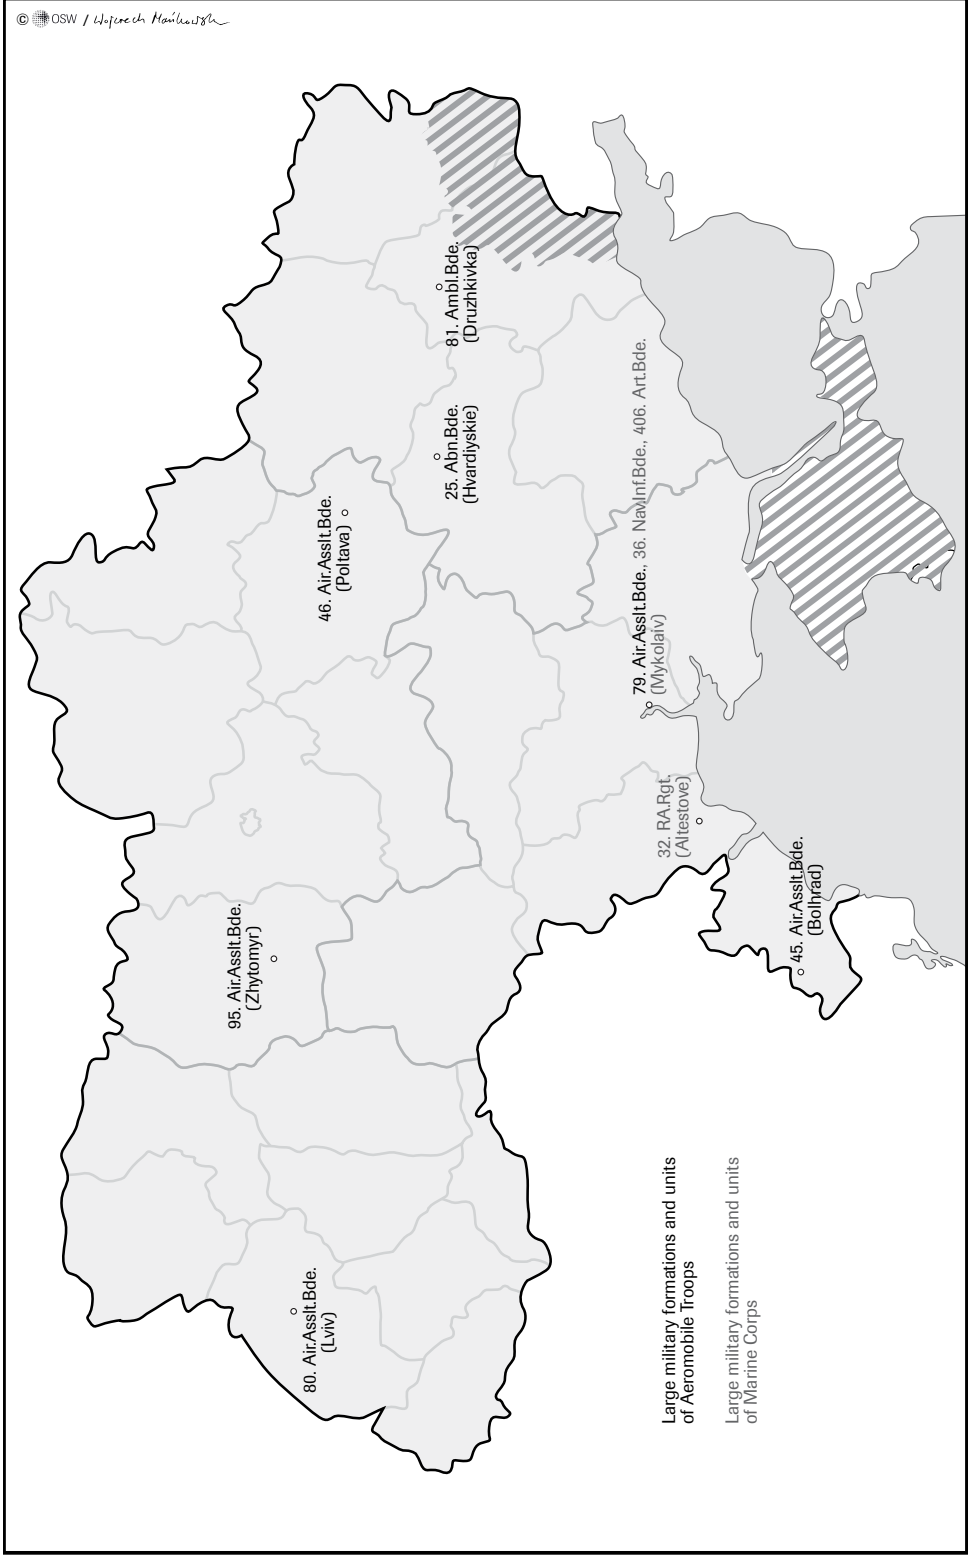 © OSW / Wojciech Mańkowski
80. Air.Asslt.Bde.
(Lviv)
95. Air.Asslt.Bde.
(Zhytomyr)
46. Air.Asslt.Bde.
(Poltava)
25. Abn.Bde.
(Hvardiyskie)
81. Ambl.Bde.
(Druzhkivka)
79. Air.Asslt.Bde., 36. Nav.Inf.Bde., 406. Art.Bde.
(Mykolaiv)
32. RA.Rgt.
(Altestove)
45. Air.Asslt.Bde.
(Bolhrad)
Large military formations and units
of Aeromobile Troops
Large military formations and units
of Marine Corps